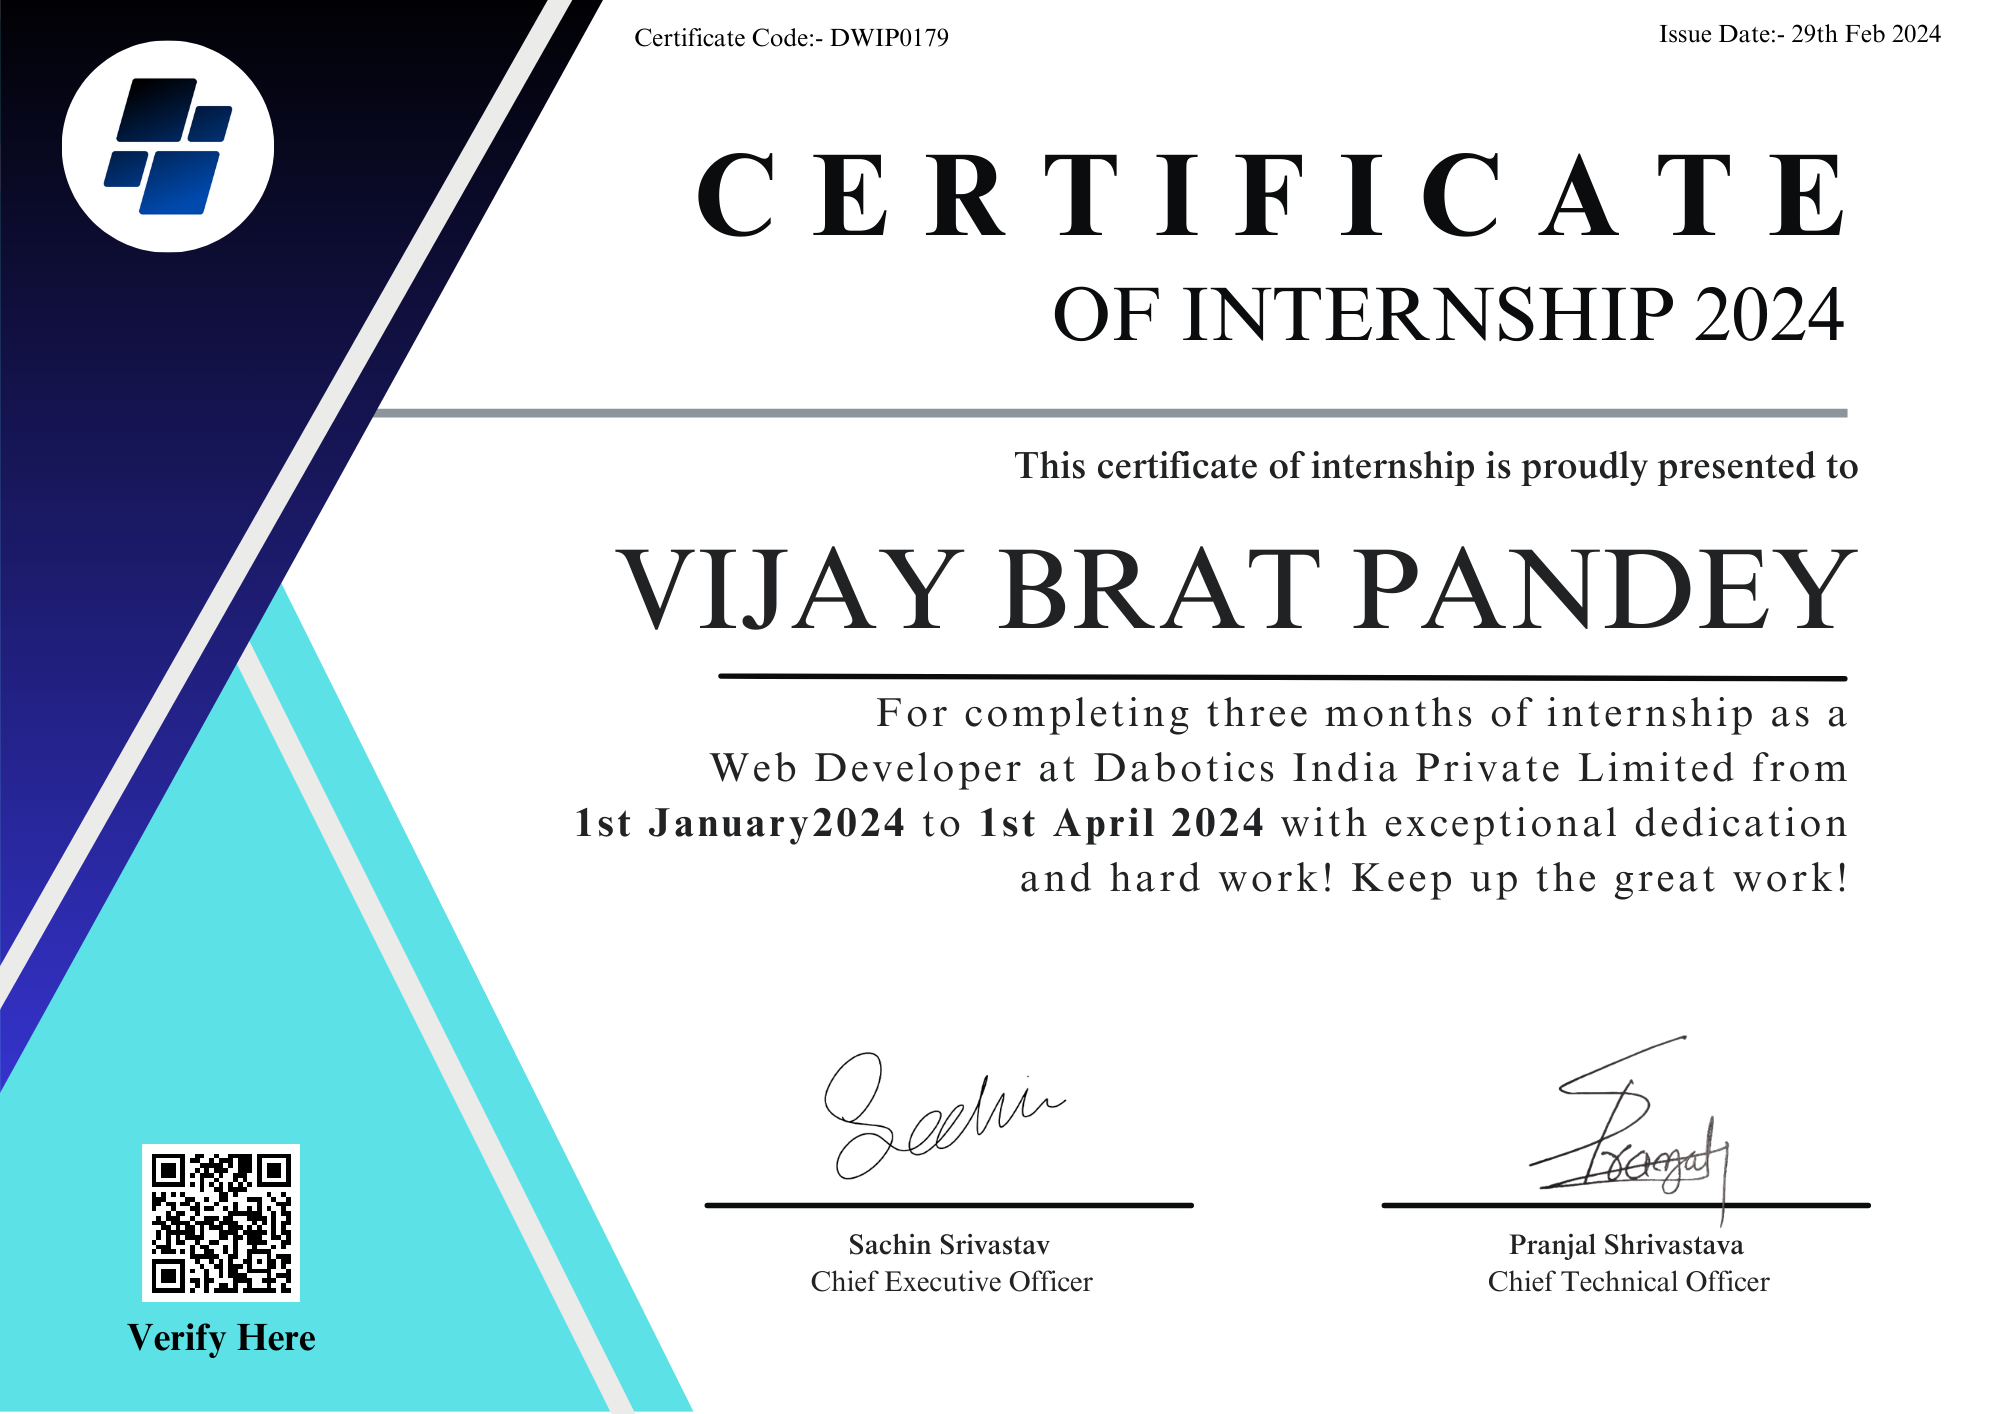 Certificate Code:- DWIP0179
Issue Date:- 29th Feb 2024
CERTIFICATE
OF INTERNSHIP 2024
This certificate of internship is proudly presented to
VIJAY BRAT PANDEY
For completing three months of internship as a
Web Developer at Dabotics India Private Limited from
1st January2024 to 1st April 2024 with exceptional dedication
and hard work! Keep up the great work!
Sachin
Pranjal
Sachin Srivastav
Pranjal Shrivastava
Chief Executive Officer
Chief Technical Officer
Verify Here